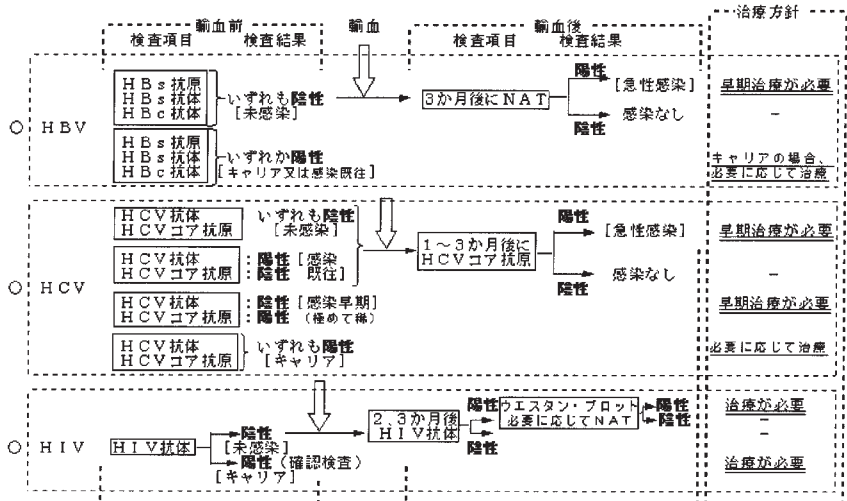 輸血前 輸血 輸血後 治療方針
検査項目 検査結果 検査項目 検査結果
○ HBV
HBs抗原
HBs抗体
HBc抗体
いずれも陰性
[未感染]
3か月後にNAT
陽性
[急性感染]
早期治療が必要
感染なし
陰性
－
HBs抗原
HBs抗体
HBc抗体
いずれか陽性
[キャリア又は感染既往]
キャリアの場合、
必要に応じて治療
○ HCV
HCV抗体
HCVコア抗原
いずれも陰性
[未感染]
HCV抗体 :陽性 [感染
HCVコア抗原 :陰性 既往]
1～3か月後に
HCVコア抗原
陽性
[急性感染]
早期治療が必要
感染なし
陰性
－
HCV抗体 :陰性 [感染早期]
HCVコア抗原 :陽性 (極めて稀)
早期治療が必要
HCV抗体
HCVコア抗原
いずれも陽性
[キャリア]
必要に応じて治療
○ HIV
HIV抗体
陰性
[未感染]
陽性 (確認検査)
[キャリア]
2、3か月後
HIV抗体
陽性
陰性
ウエスタン・ブロット
必要に応じてNAT
陽性
陰性
治療が必要
－
－
治療が必要